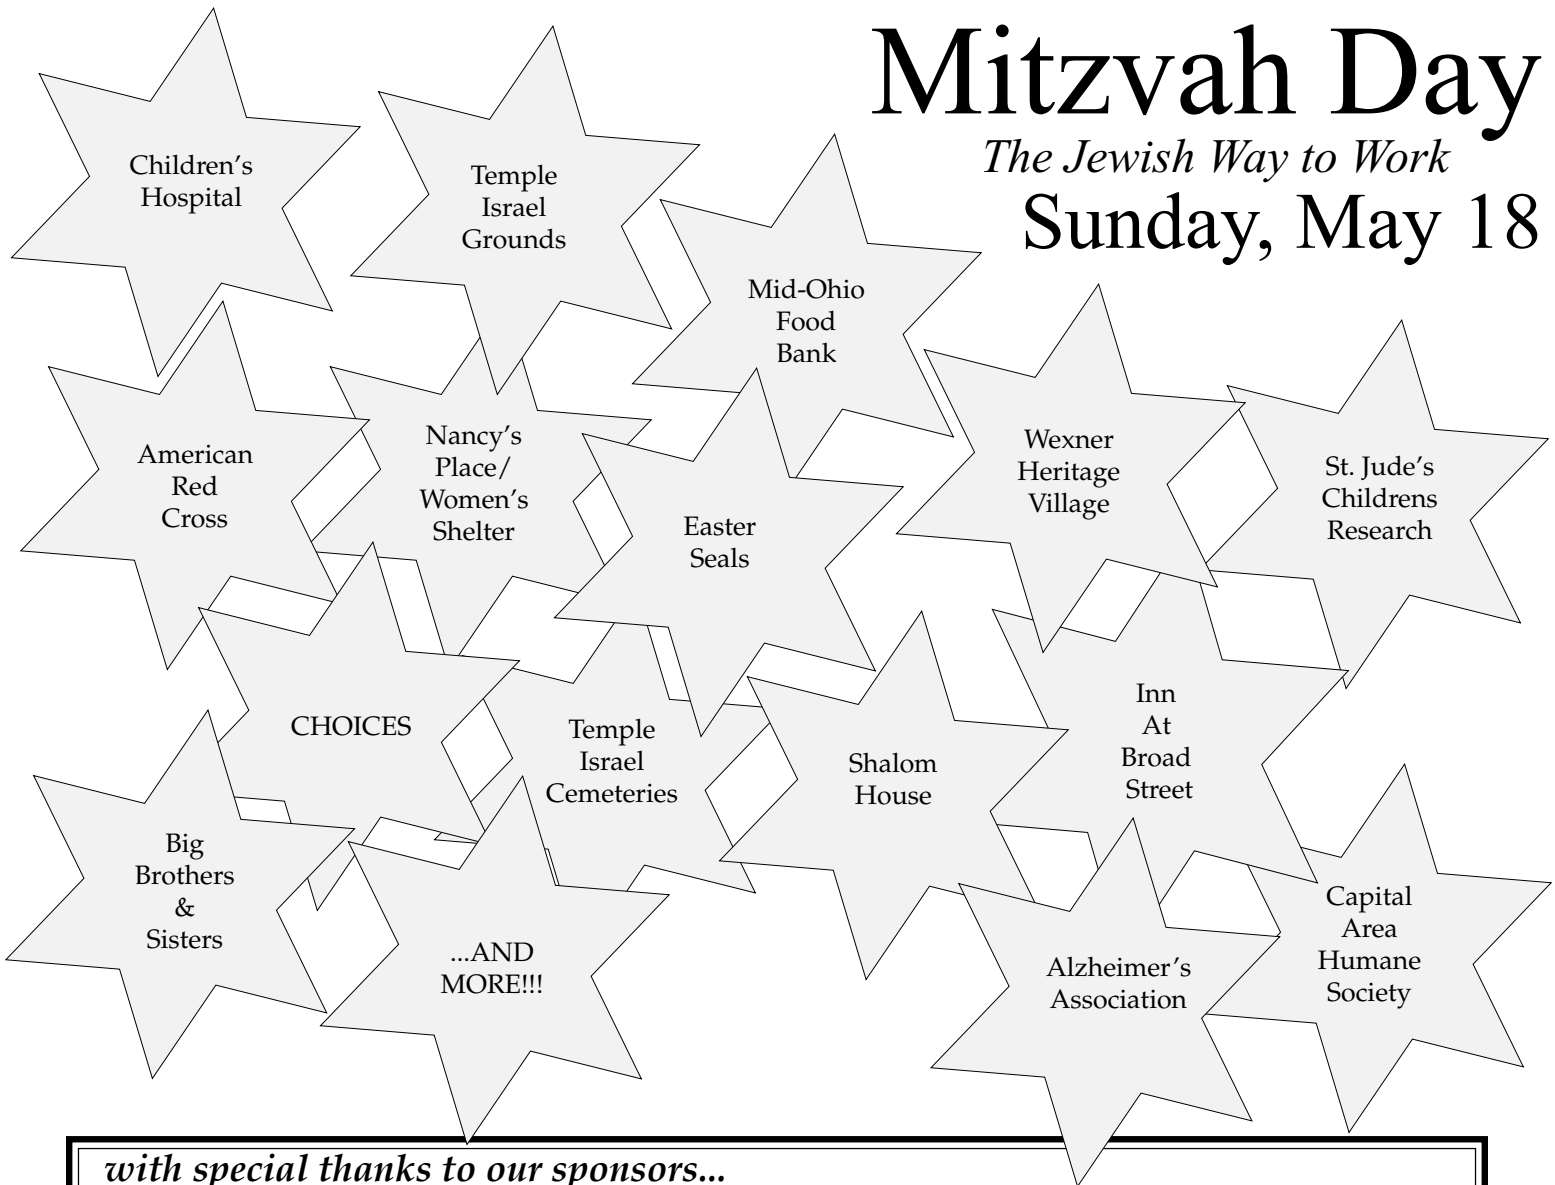 Mitzvah Day
The Jewish Way to Work
Sunday, May 18
Children's
Hospital
Temple
Israel
Grounds
Mid-Ohio
Food
Bank
American
Red
Cross
Nancy's
Place/
Women's
Shelter
Easter
Seals
Wexner
Heritage
Village
St. Jude's
Childrens
Research
CHOICES
Temple
Israel
Cemeteries
Shalom
House
Inn
At
Broad
Street
Big
Brothers
&
Sisters
...AND
MORE!!!
Alzheimer's
Association
Capital
Area
Humane
Society
with special thanks to our sponsors...